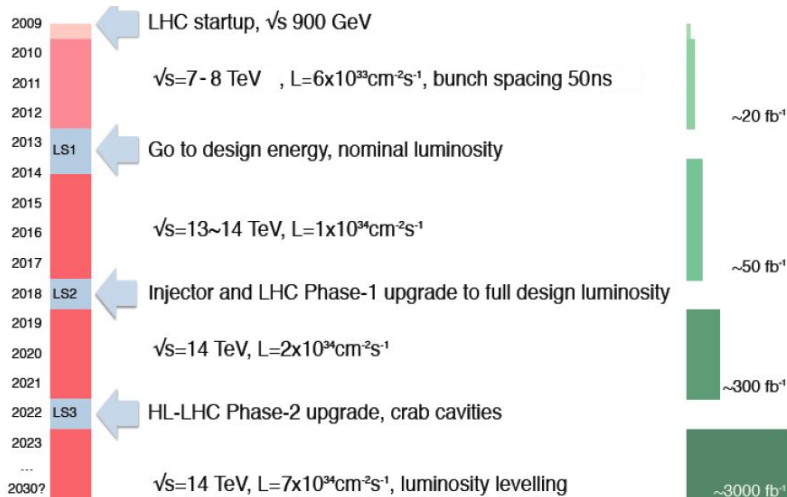 2009
LHC startup, √s 900 GeV
2010
2011
√s=7- 8 TeV , L=6x10³³cm⁻²s⁻¹, bunch spacing 50ns
2012
~20 fb⁻¹
2013
LS1
Go to design energy, nominal luminosity
2014
2015
2016
√s=13~14 TeV, L=1x10³⁴cm⁻²s⁻¹
2017
~50 fb⁻¹
2018
LS2
Injector and LHC Phase-1 upgrade to full design luminosity
2019
2020
√s=14 TeV, L=2x10³⁴cm⁻²s⁻¹
2021
~300 fb⁻¹
2022
LS3
HL-LHC Phase-2 upgrade, crab cavities
2023
...
2030?
√s=14 TeV, L=7x10³⁴cm⁻²s⁻¹, luminosity levelling
~3000 fb⁻¹